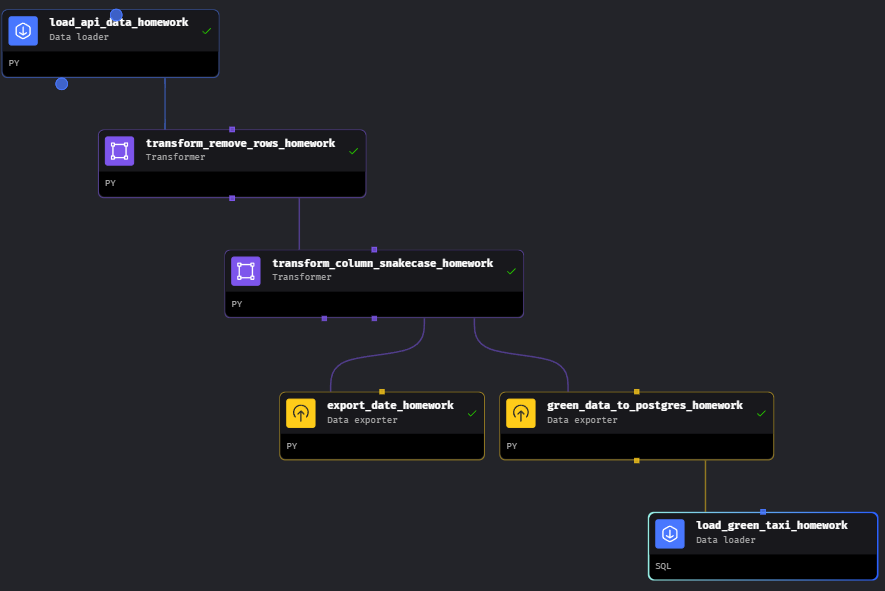 load_api_data_homework
Data loader
PY
transform_remove_rows_homework
Transformer
PY
transform_column_snakecase_homework
Transformer
PY
export_date_homework
Data exporter
PY
green_data_to_postgres_homework
Data exporter
PY
load_green_taxi_homework
Data loader
SQL